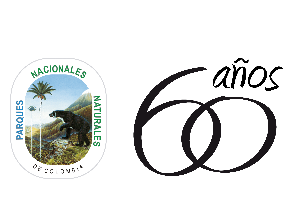 PARQUES
NACIONALES
NATURALES
DE COLOMBIA
60 años